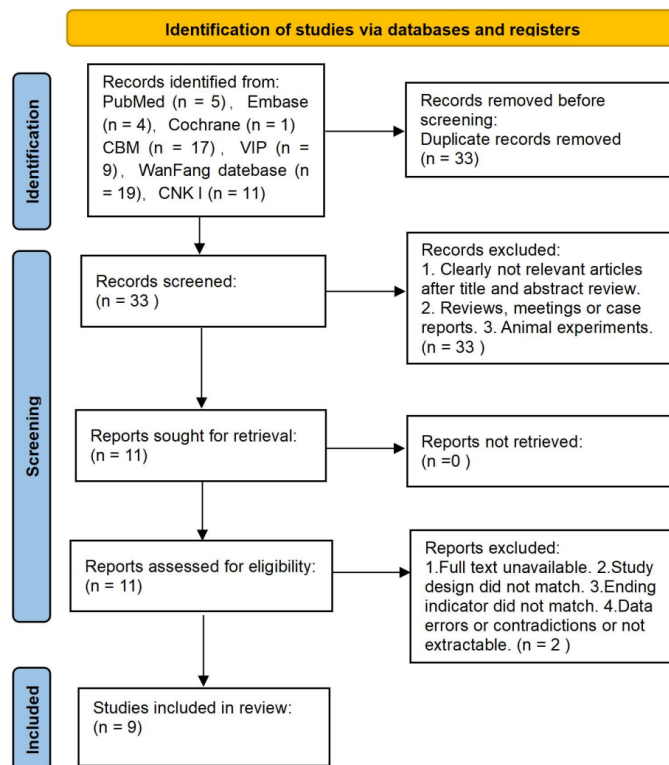 Identification of studies via databases and registers
Identification
Records identified from:
PubMed (n = 5)， Embase
(n = 4)， Cochrane (n = 1)
CBM (n = 17)， VIP (n =
9)， WanFang datebase (n
= 19)， CNK I (n = 11)
Records removed before
screening:
Duplicate records removed
(n = 33)
Screening
Records screened:
(n = 33 )
Records excluded:
1. Clearly not relevant articles
after title and abstract review.
2. Reviews, meetings or case
reports. 3. Animal experiments.
(n = 33 )
Reports sought for retrieval:
(n = 11)
Reports not retrieved:
(n =0 )
Reports assessed for eligibility:
(n = 11)
Reports excluded:
1.Full text unavailable. 2.Study
design did not match. 3.Ending
indicator did not match. 4.Data
errors or contradictions or not
extractable. (n = 2 )
Included
Studies included in review:
(n = 9)